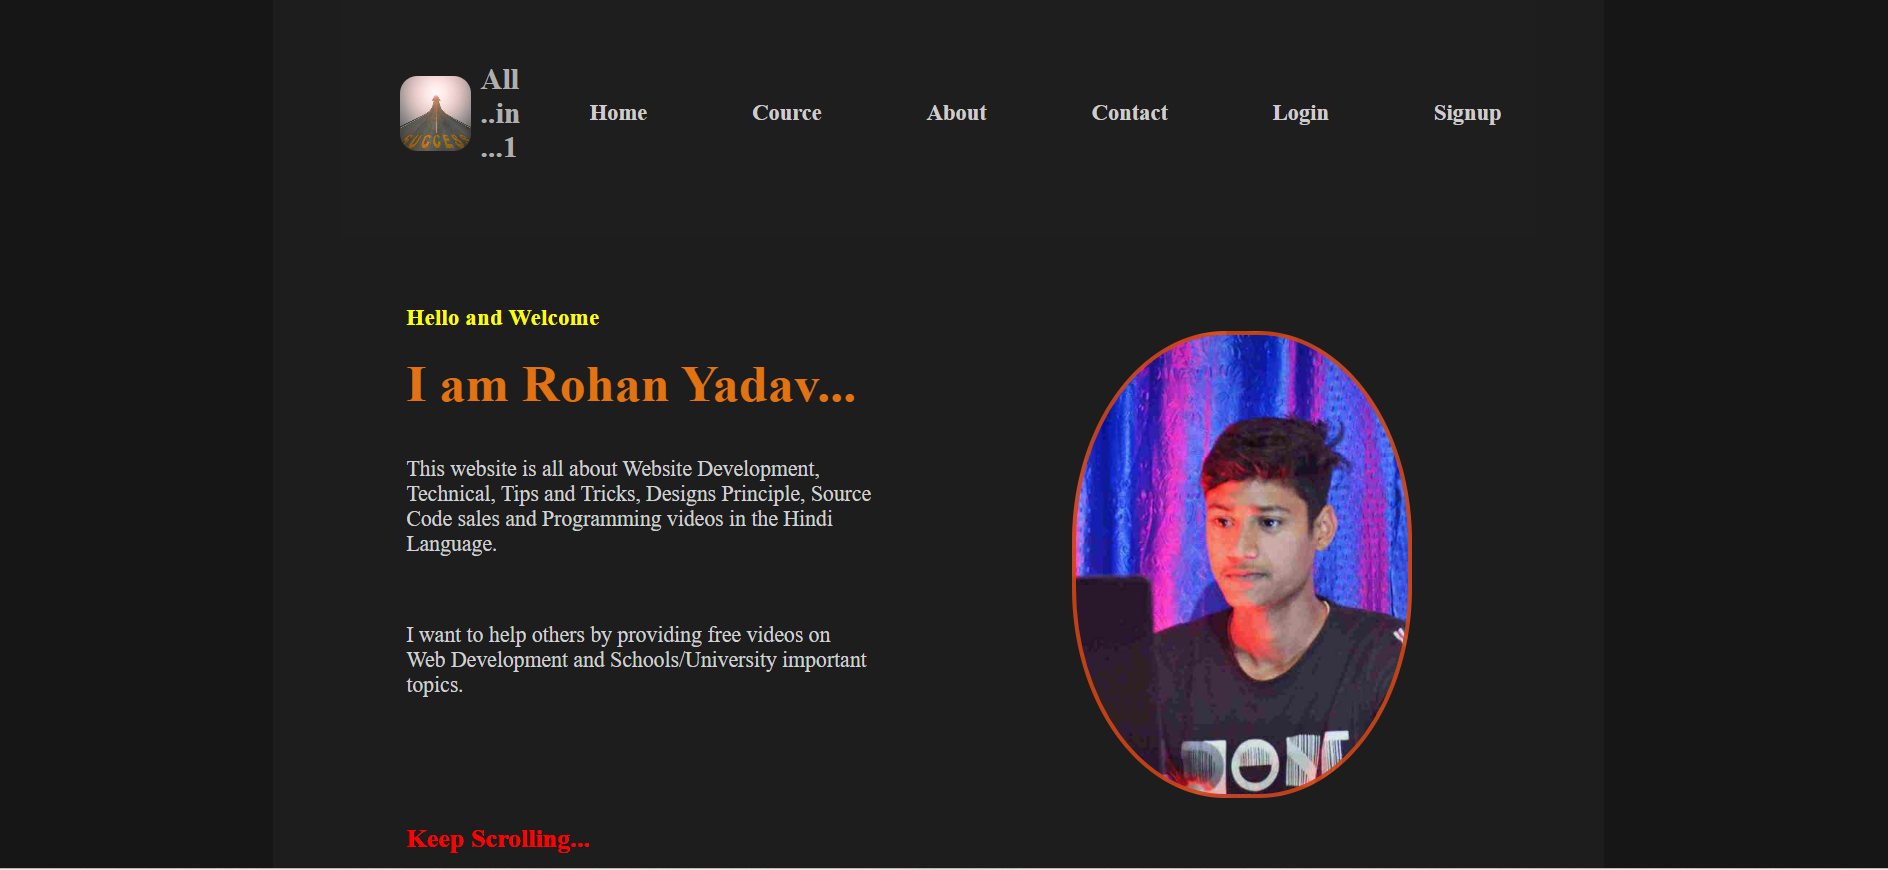 All
..in
...1
Home
Cource
About
Contact
Login
Signup
SUCCESS
Hello and Welcome
I am Rohan Yadav...
This website is all about Website Development,
Technical, Tips and Tricks, Designs Principle, Source
Code sales and Programming videos in the Hindi
Language.
I want to help others by providing free videos on
Web Development and Schools/University important
topics.
Keep Scrolling...